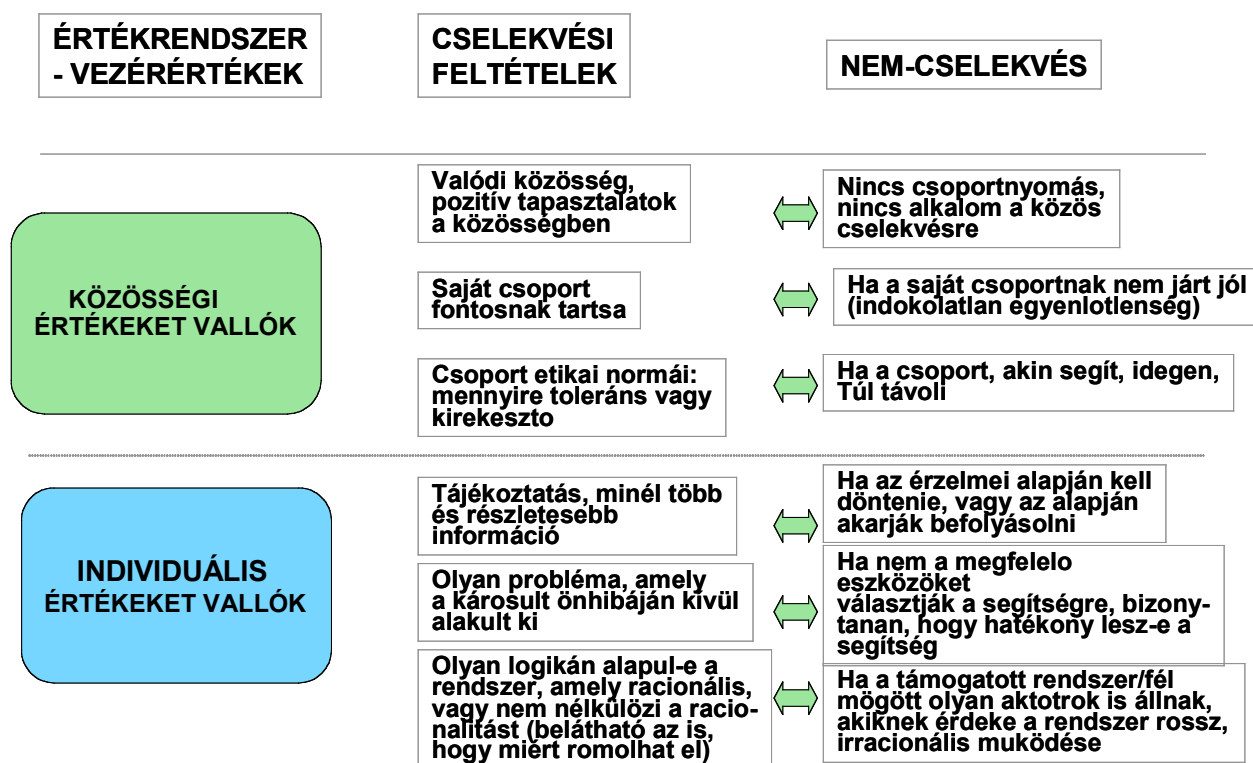 ÉRTÉKRENDSZER
- VEZÉRÉRTÉKEK
CSELEKVÉSI
FELTÉTELEK
NEM-CSELEKVÉS
KÖZÖSSÉGI
ÉRTÉKEKET VALLÓK
Valódi közösség,
pozitív tapasztalatok
a közösségben
Nincs csoportnyomás,
nincs alkalom a közös
cselekvésre
Saját csoport
fontosnak tartsa
Ha a saját csoportnak nem járt jól
(indokolatlan egyenlotlenség)
Csoport etikai normái:
mennyire toleráns vagy
kirekeszto
Ha a csoport, akin segít, idegen,
Túl távoli
INDIVIDUÁLIS
ÉRTÉKEKET VALLÓK
Tájékoztatás, minél több
és részletesebb
információ
Ha az érzelmei alapján kell
döntenie, vagy az alapján
akarják befolyásolni
Olyan probléma, amely
a károsult önhibáján kívül
alakult ki
Ha nem a megfelelo
eszközöket
választják a segítségre, bizony-
tanan, hogy hatékony lesz-e a
segítség
Olyan logikán alapul-e a
rendszer, amely racionális,
vagy nem nélkülözi a racio-
nalitást (belátható az is,
hogy miért romolhat el)
Ha a támogatott rendszer/fél
mögött olyan aktotrok is állnak,
akiknek érdeke a rendszer rossz,
irracionális muködése